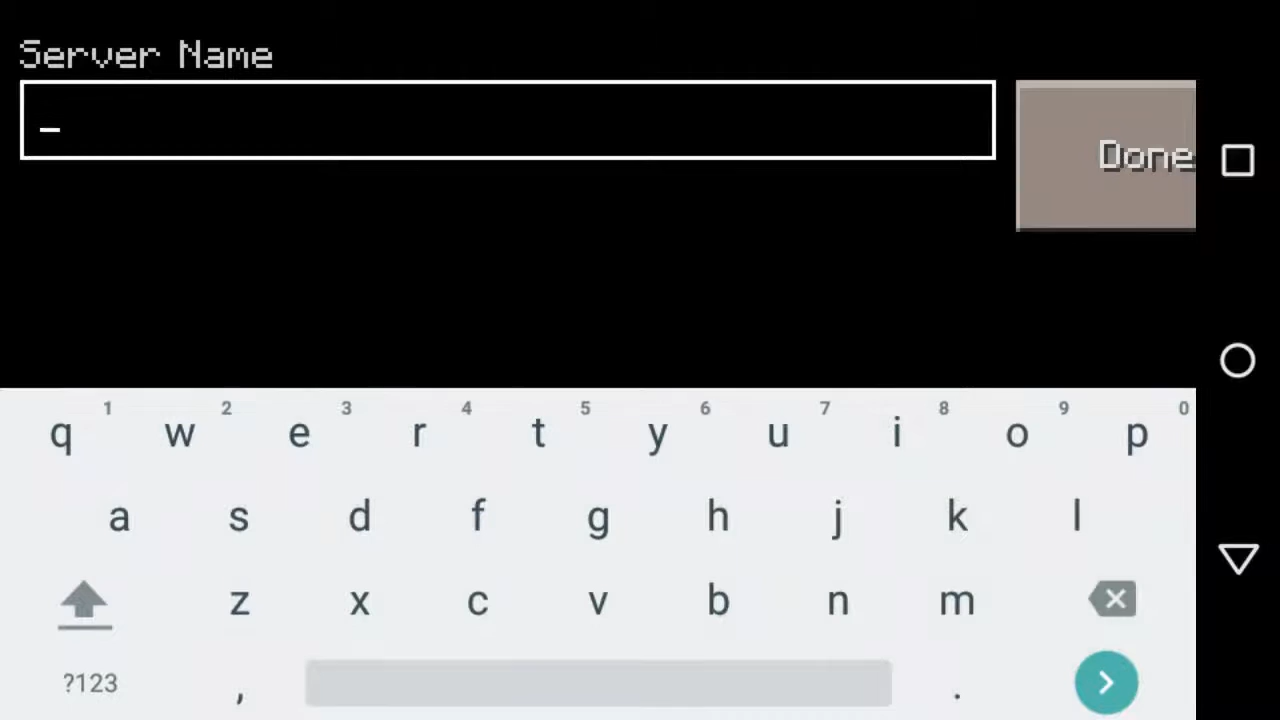 Server Name
_
Done
1 2 3 4 5 6 7 8 9 0
q w e r t y u i o p
a s d f g h j k l
z x c v b n m
?123 , .